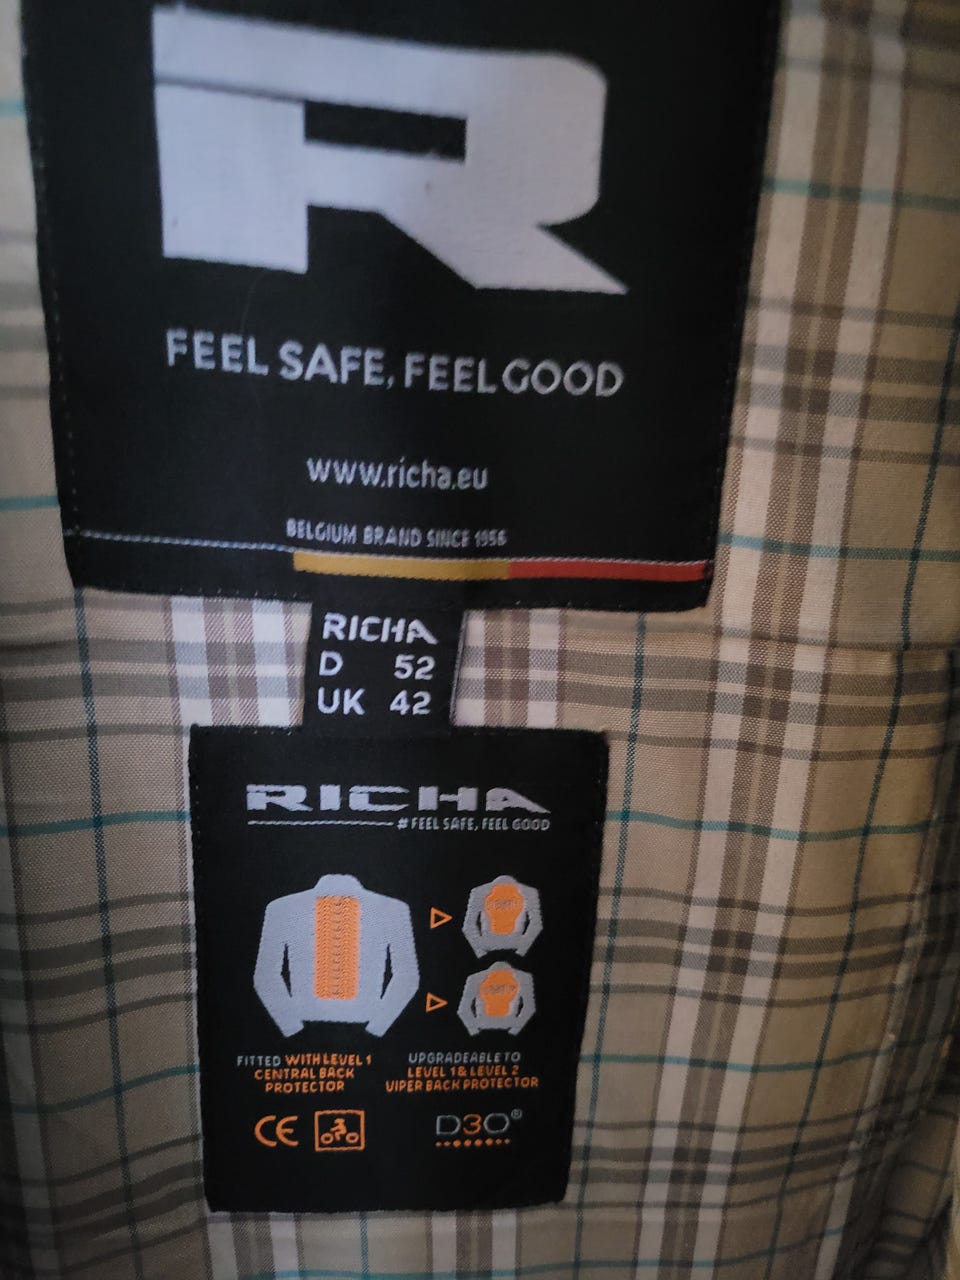 R
FEEL SAFE, FEEL GOOD
www.richa.eu
BELGIUM BRAND SINCE 1956
RICHA
D 52
UK 42
RICHA
# FEEL SAFE, FEEL GOOD
FITTED WITH LEVEL 1
CENTRAL BACK
PROTECTOR
UPGRADEABLE TO
LEVEL 1 & LEVEL 2
VIPER BACK PROTECTOR
CE
D3O®